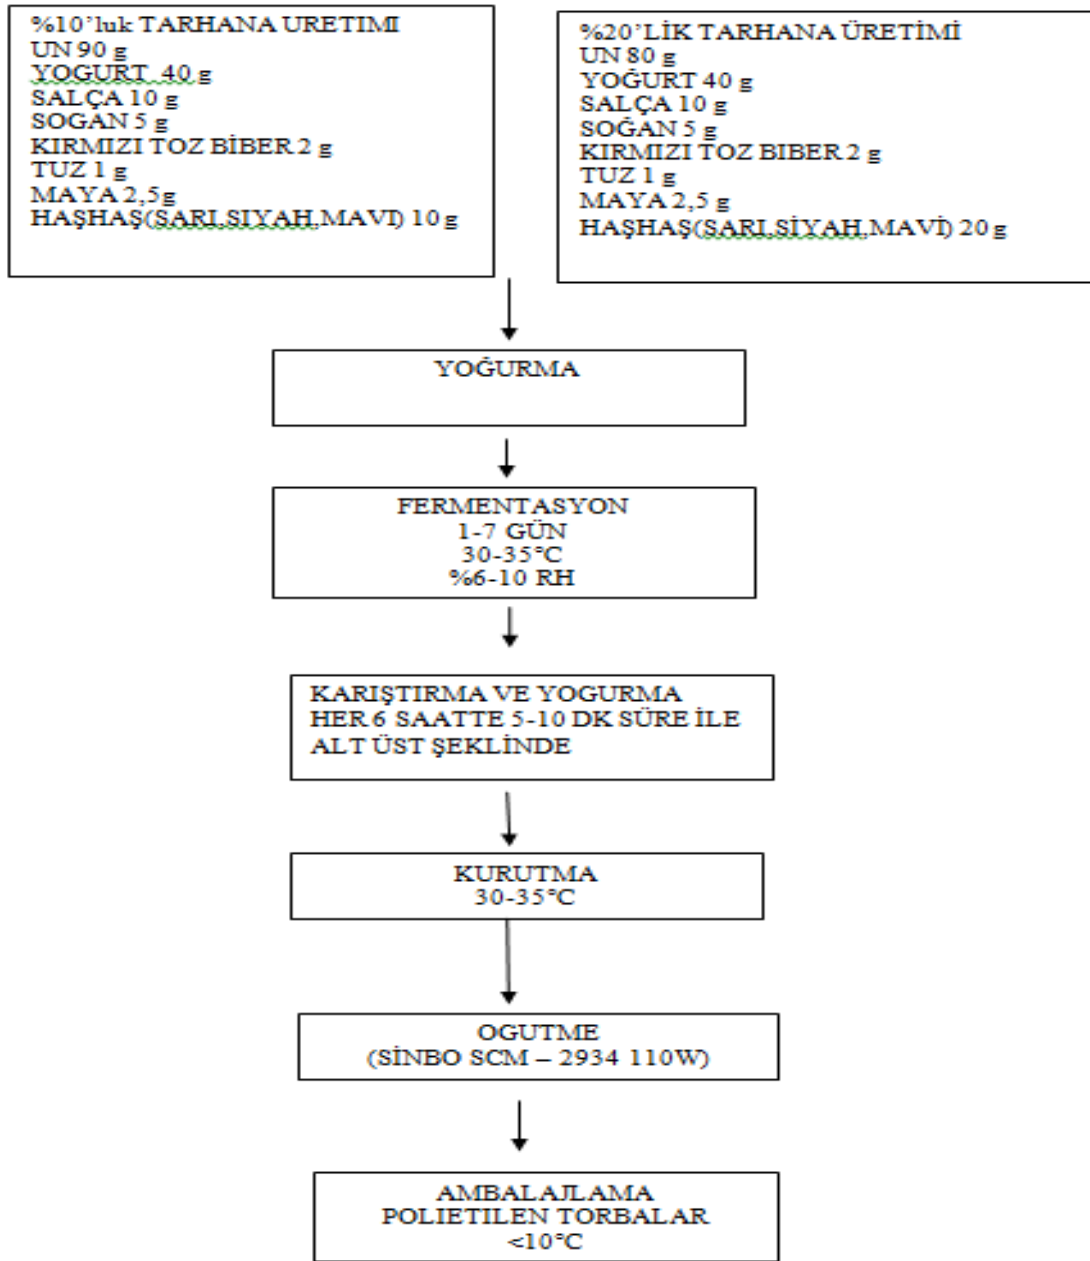 %10’luk TARHANA URETIMI
UN 90 g
YOGURT 40 g
SALÇA 10 g
SOGAN 5 g
KIRMIZI TOZ BİBER 2 g
TUZ 1 g
MAYA 2,5g
HAŞHAŞ(SARI,SIYAH,MAVI) 10 g
%20’LİK TARHANA ÜRETİMİ
UN 80 g
YOĞURT 40 g
SALÇA 10 g
SOĞAN 5 g
KIRMIZI TOZ BIBER 2 g
TUZ 1 g
MAYA 2,5 g
HAŞHAŞ(SARI,SİYAH,MAVİ) 20 g
YOĞURMA
FERMENTASYON
1-7 GÜN
30-35°C
%6-10 RH
KARIŞTIRMA VE YOGURMA
HER 6 SAATTE 5-10 DK SÜRE İLE
ALT ÜST ŞEKLİNDE
KURUTMA
30-35°C
OGUTME
(SİNBO SCM – 2934 110W)
AMBALAJLAMA
POLIETILEN TORBALAR
<10°C